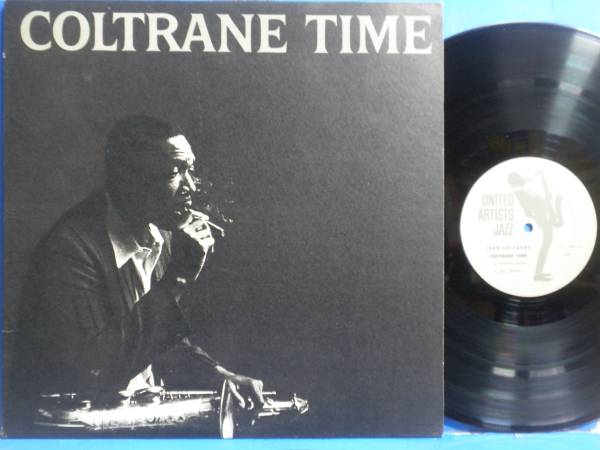 COLTRANE TIME
UNITED
ARTISTS
JAZZ
JOHN COLTRANE
COLTRANE TIME